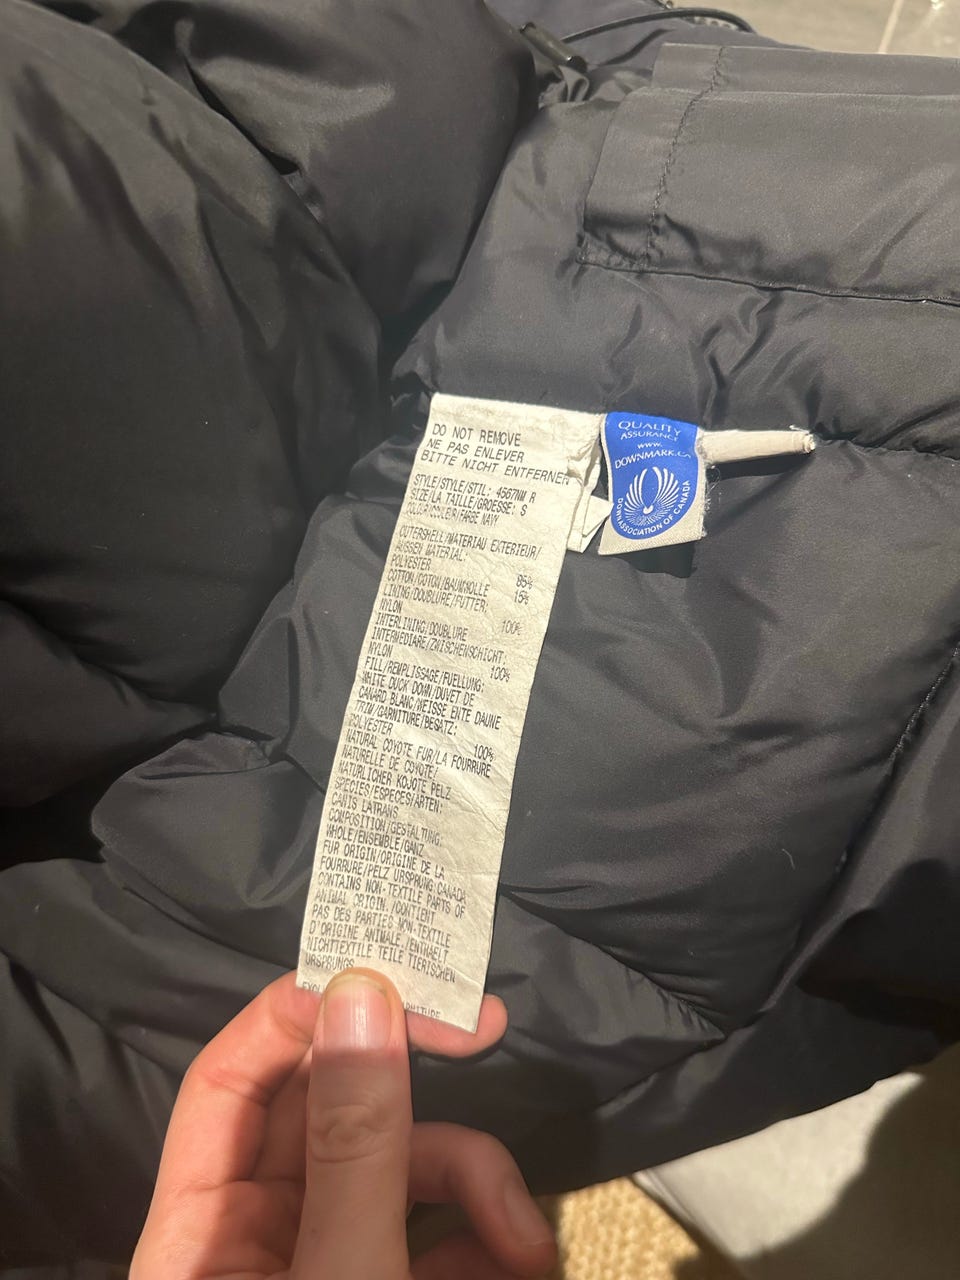 DO NOT REMOVE
NE PAS ENLEVER
BITTE NICHT ENTFERNEN
STYLE/STYLE/STIL: 4567NM R
SIZE/LA TAILLE/GROESSE: S
COLOUR/COULEUR/FARBE NAVY
OUTERSHELL/MATERIAU EXTERIEUR/
AUSSEN MATERIAL:
POLYESTER 85%
COTTON/COTON/BAUMWOLLE 15%
LINING/DOUBLURE/FUTTER:
NYLON 100%
INTERLINING/DOUBLURE
INTERMEDIAIRE/ZWISCHENSCHICHT
NYLON 100%
FILL/REMPLISSAGE/FUELLUNG:
WHITE DUCK DOWN/DUVET DE
CANARD BLANC/WEISSE ENTE DAUNE
TRIM/GARNITURE/BESATZ:
POLYESTER 100%
NATURAL COYOTE FUR/LA FOURRURE
NATURELLE DE COYOTE/
NATURLICHER KOJOTE PELZ
SPECIES/ESPECES/ARTEN:
CANIS LATRANS
COMPOSITION/GESTALTUNG:
WHOLE/ENSEMBLE/GANZ
FUR ORIGIN/ORIGINE DE LA
FOURRURE/PELZ URSPRUNG CANADA
CONTAINS NON-TEXTILE PARTS OF
ANIMAL ORIGIN./CONTIENT
PAS DES PARTIES NON-TEXTILE
D'ORIGINE ANIMALE./ENTHAELT
NICHTTEXTILE TEILE TIERISCHEN
URSPRUNGS
QUALITY
ASSURANCE
www.
DOWNMARK.CA
DOWN ASSOCIATION OF CANADA